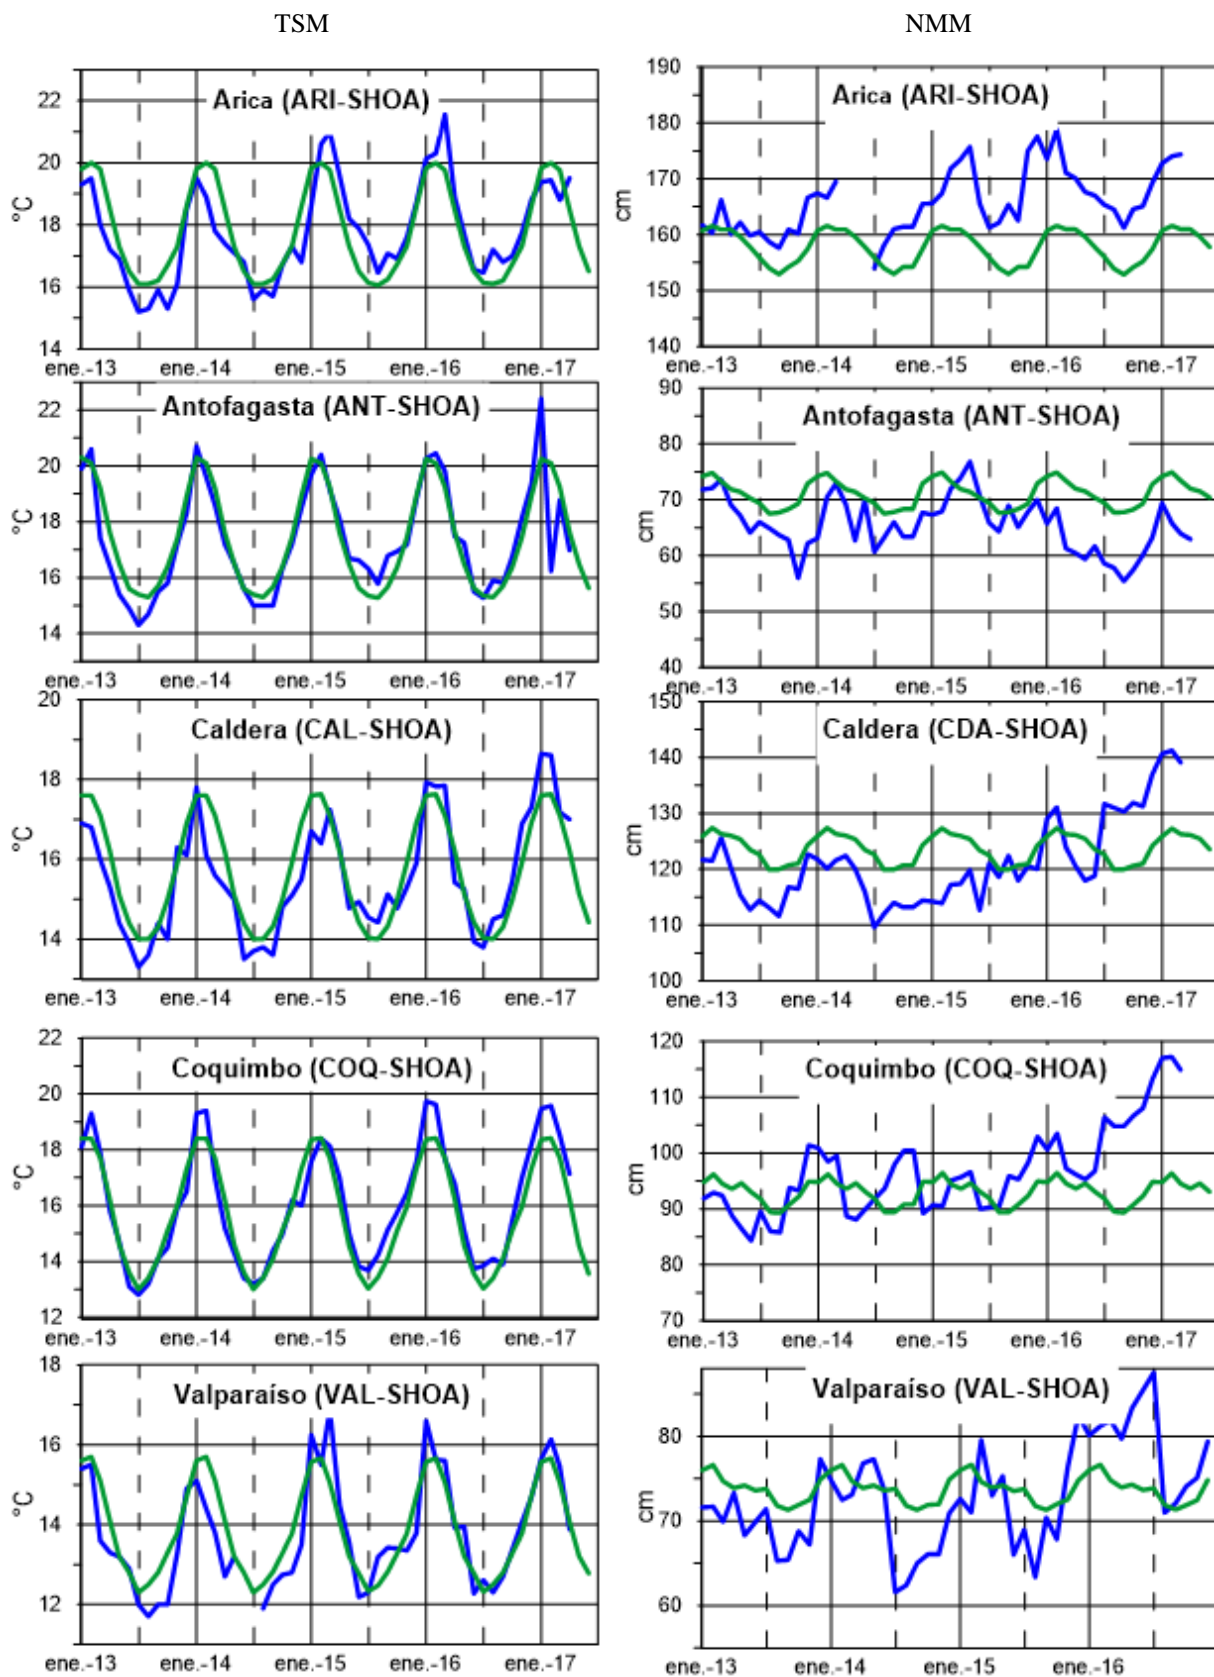 TSM
NMM
Arica (ARI-SHOA)
°C
22
20
18
16
14
ene.-13 ene.-14 ene.-15 ene.-16 ene.-17
Arica (ARI-SHOA)
cm
190
180
170
160
150
140
ene.-13 ene.-14 ene.-15 ene.-16 ene.-17
Antofagasta (ANT-SHOA)
°C
22
20
18
16
14
ene.-13 ene.-14 ene.-15 ene.-16 ene.-17
Antofagasta (ANT-SHOA)
cm
90
80
70
60
50
40
ene.-13 ene.-14 ene.-15 ene.-16 ene.-17
Caldera (CAL-SHOA)
°C
20
18
16
14
ene.-13 ene.-14 ene.-15 ene.-16 ene.-17
Caldera (CDA-SHOA)
cm
150
140
130
120
110
100
ene.-13 ene.-14 ene.-15 ene.-16 ene.-17
Coquimbo (COQ-SHOA)
°C
22
20
18
16
14
12
ene.-13 ene.-14 ene.-15 ene.-16 ene.-17
Coquimbo (COQ-SHOA)
cm
120
110
100
90
80
70
ene.-13 ene.-14 ene.-15 ene.-16 ene.-17
Valparaíso (VAL-SHOA)
°C
18
16
14
12
ene.-13 ene.-14 ene.-15 ene.-16 ene.-17
Valparaíso (VAL-SHOA)
cm
80
70
60
ene.-13 ene.-14 ene.-15 ene.-16